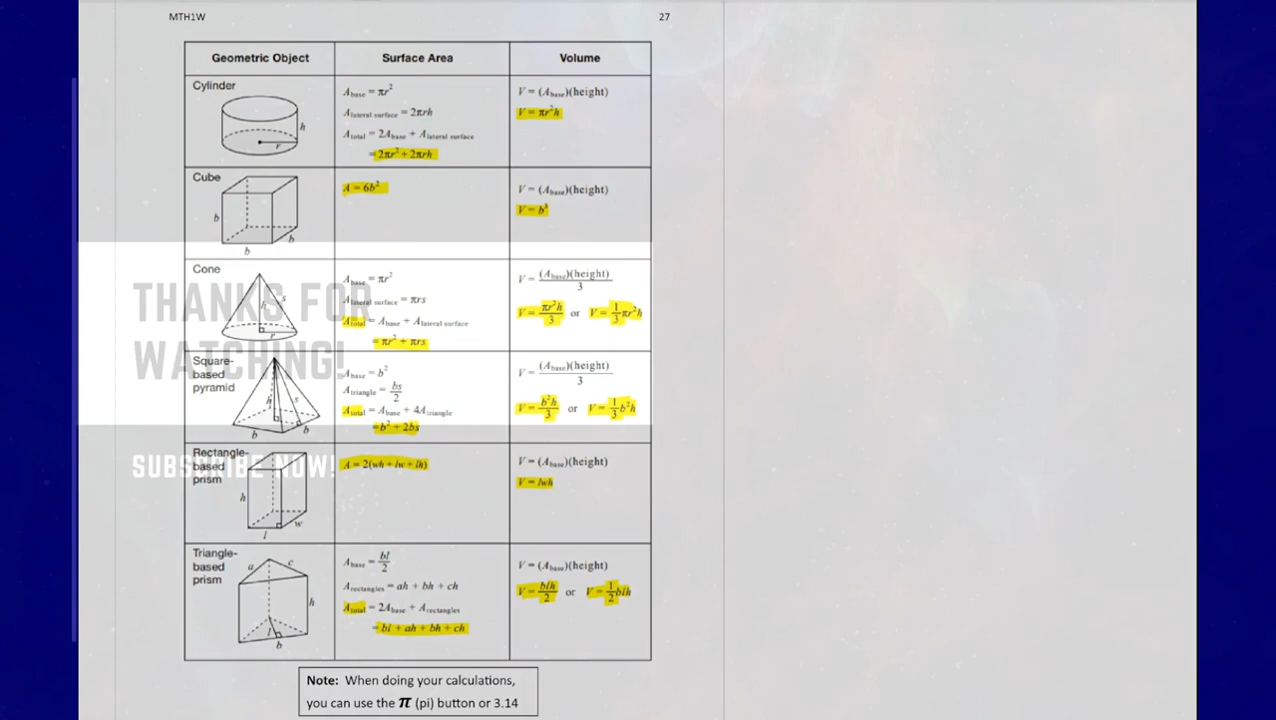 MTH1W 27
Geometric Object Surface Area Volume
Cylinder
h
r
A_base = πr²
A_lateral surface = 2πrh
A_total = 2A_base + A_lateral surface
= 2πr² + 2πrh
V = (A_base)(height)
V = πr²h
Cube
b
b
b
A = 6b²
V = (A_base)(height)
V = b³
Cone
h
s
r
A_base = πr²
A_lateral surface = πrs
A_total = A_base + A_lateral surface
= πr² + πrs
V = (A_base)(height)/3
V = πr²h/3 or V = 1/3 πr²h
THANKS FOR
WATCHING!
Square-
based
pyramid
h
s
b
b
A_base = b²
A_triangle = bs/2
A_total = A_base + 4A_triangle
= b² + 2bs
V = (A_base)(height)/3
V = b²h/3 or V = 1/3 b²h
SUBSCRIBE NOW!
Rectangle-
based
prism
h
w
l
A = 2(wh + lw + lh)
V = (A_base)(height)
V = lwh
Triangle-
based
prism
a
c
h
l
b
A_base = bl/2
A_rectangles = ah + bh + ch
A_total = 2A_base + A_rectangles
= bl + ah + bh + ch
V = (A_base)(height)
V = blh/2 or V = 1/2 blh
Note: When doing your calculations,
you can use the π (pi) button or 3.14